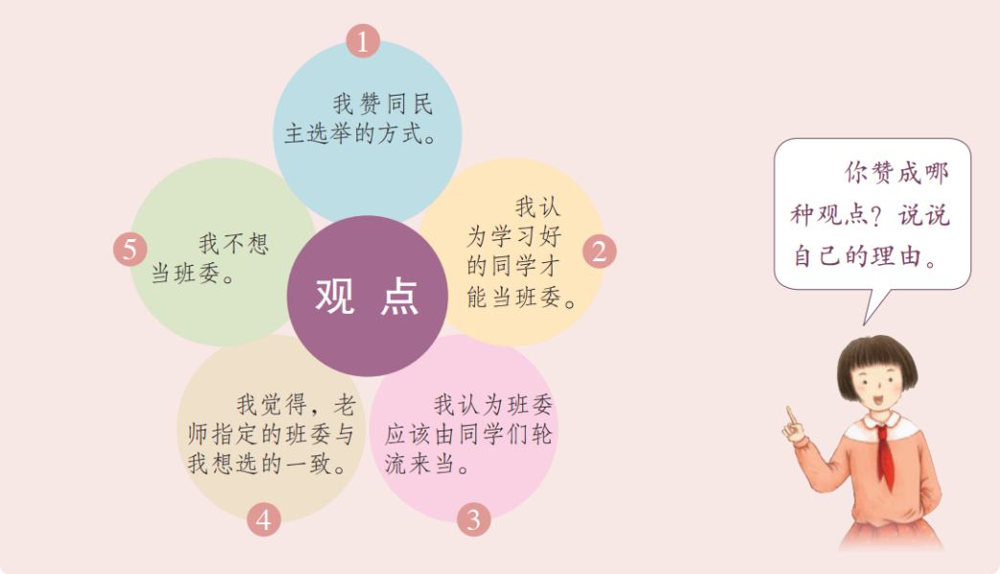 1
我赞同民
主选举的方式。
2
我认
为学习好
的同学才
能当班委。
3
我认为班委
应该由同学们轮
流来当。
4
我觉得，老
师指定的班委与
我想选的一致。
5
我不想
当班委。
观 点
你赞成哪
种观点？说说
自己的理由。